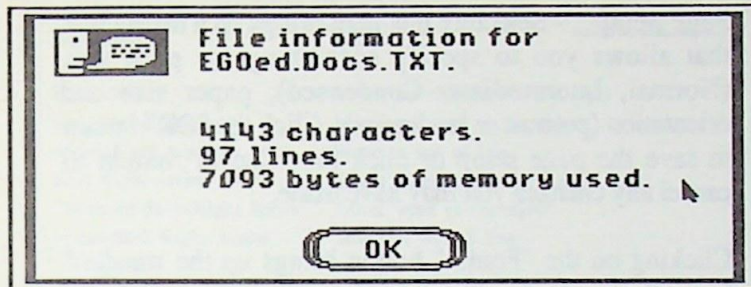 File information for
EGOed.Docs.TXT.
4143 characters.
97 lines.
7093 bytes of memory used.
OK